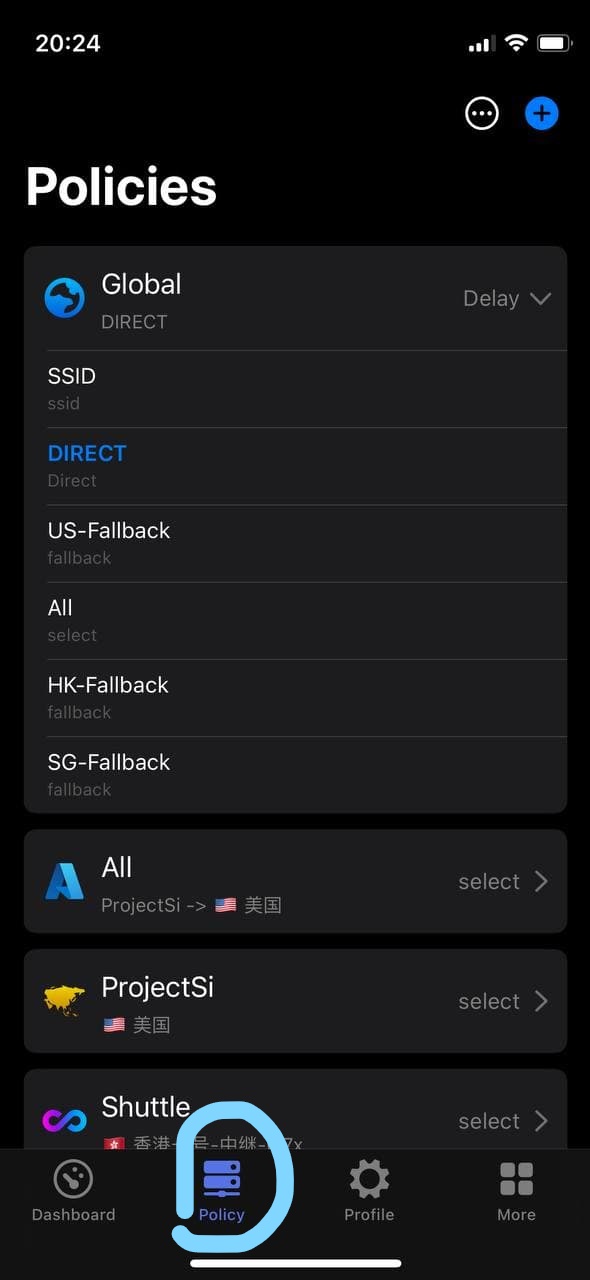 20:24
Policies
Global
DIRECT
Delay
SSID
ssid
DIRECT
Direct
US-Fallback
fallback
All
select
HK-Fallback
fallback
SG-Fallback
fallback
All
ProjectSi -> 🇺🇸 美国
select
ProjectSi
🇺🇸 美国
select
Shuttle
🇭🇰 香港- 号-中继- 7x
select
Dashboard
Policy
Profile
More